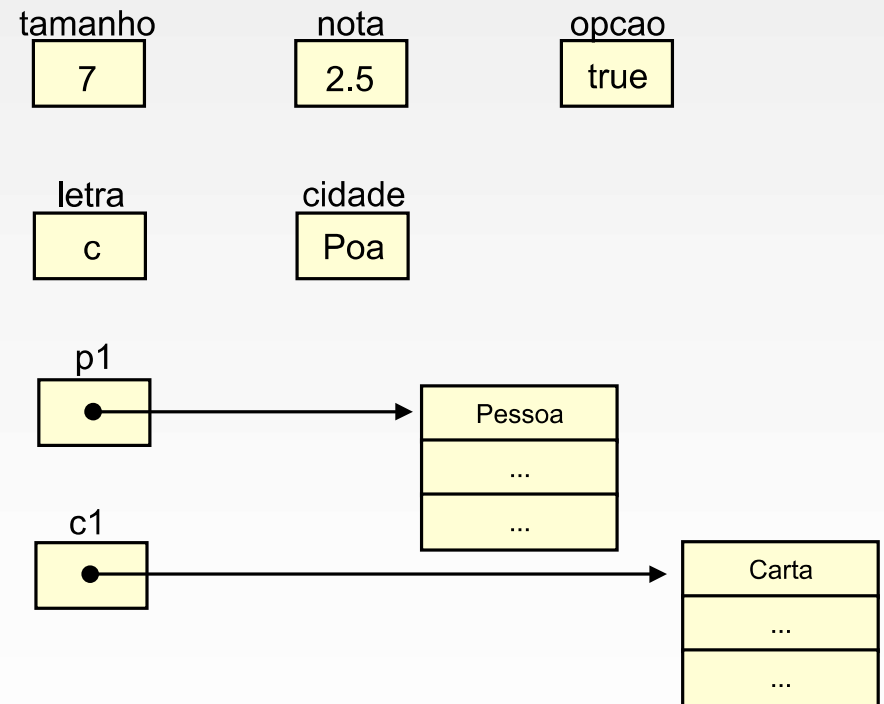 tamanho nota opcao
7 2.5 true
letra cidade
c Poa
p1
Pessoa
...
...
c1
Carta
...
...